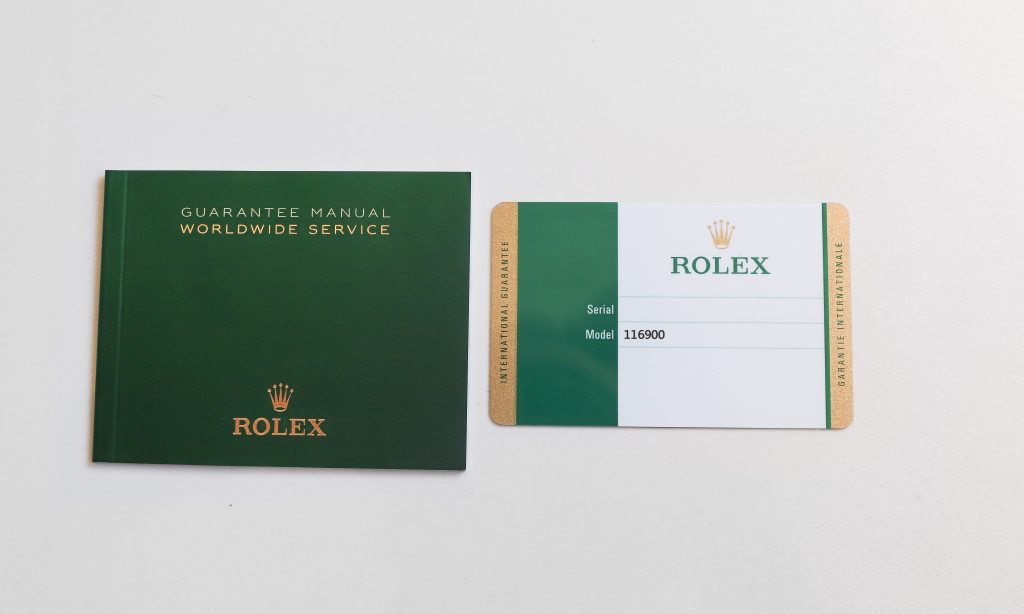 GUARANTEE MANUAL
WORLDWIDE SERVICE
ROLEX
INTERNATIONAL GUARANTEE
ROLEX
Serial
Model 116900
GARANTIE INTERNATIONALE